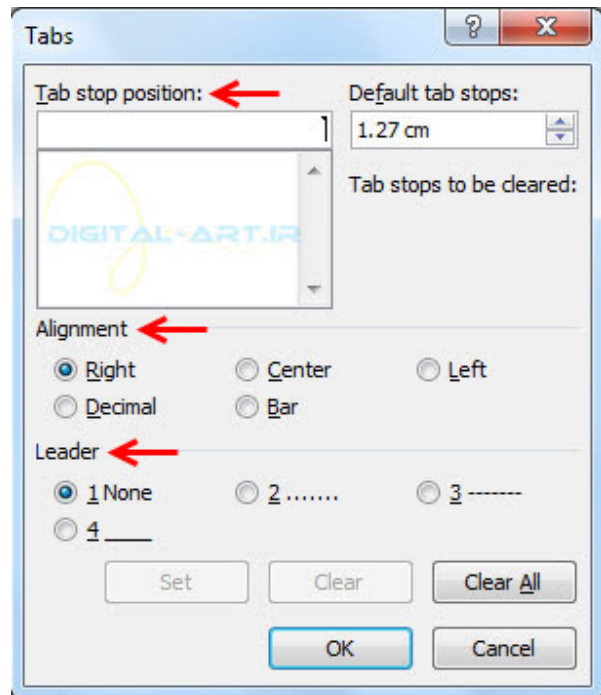 Tabs
Tab stop position: Default tab stops:
1.27 cm
Tab stops to be cleared:
DIGITAL-ART.IR
Alignment
Right Center Left
Decimal Bar
Leader
1 None 2 ....... 3 -------
4 ____
Set Clear Clear All
OK Cancel